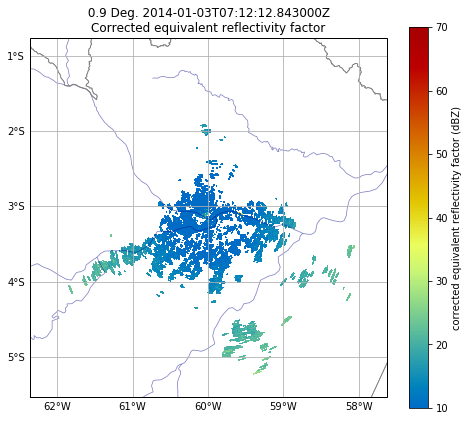 0.9 Deg. 2014-01-03T07:12:12.843000Z
Corrected equivalent reflectivity factor
1°S
2°S
3°S
4°S
5°S
62°W 61°W 60°W 59°W 58°W
70
60
50
40
30
20
10
corrected equivalent reflectivity factor (dBZ)